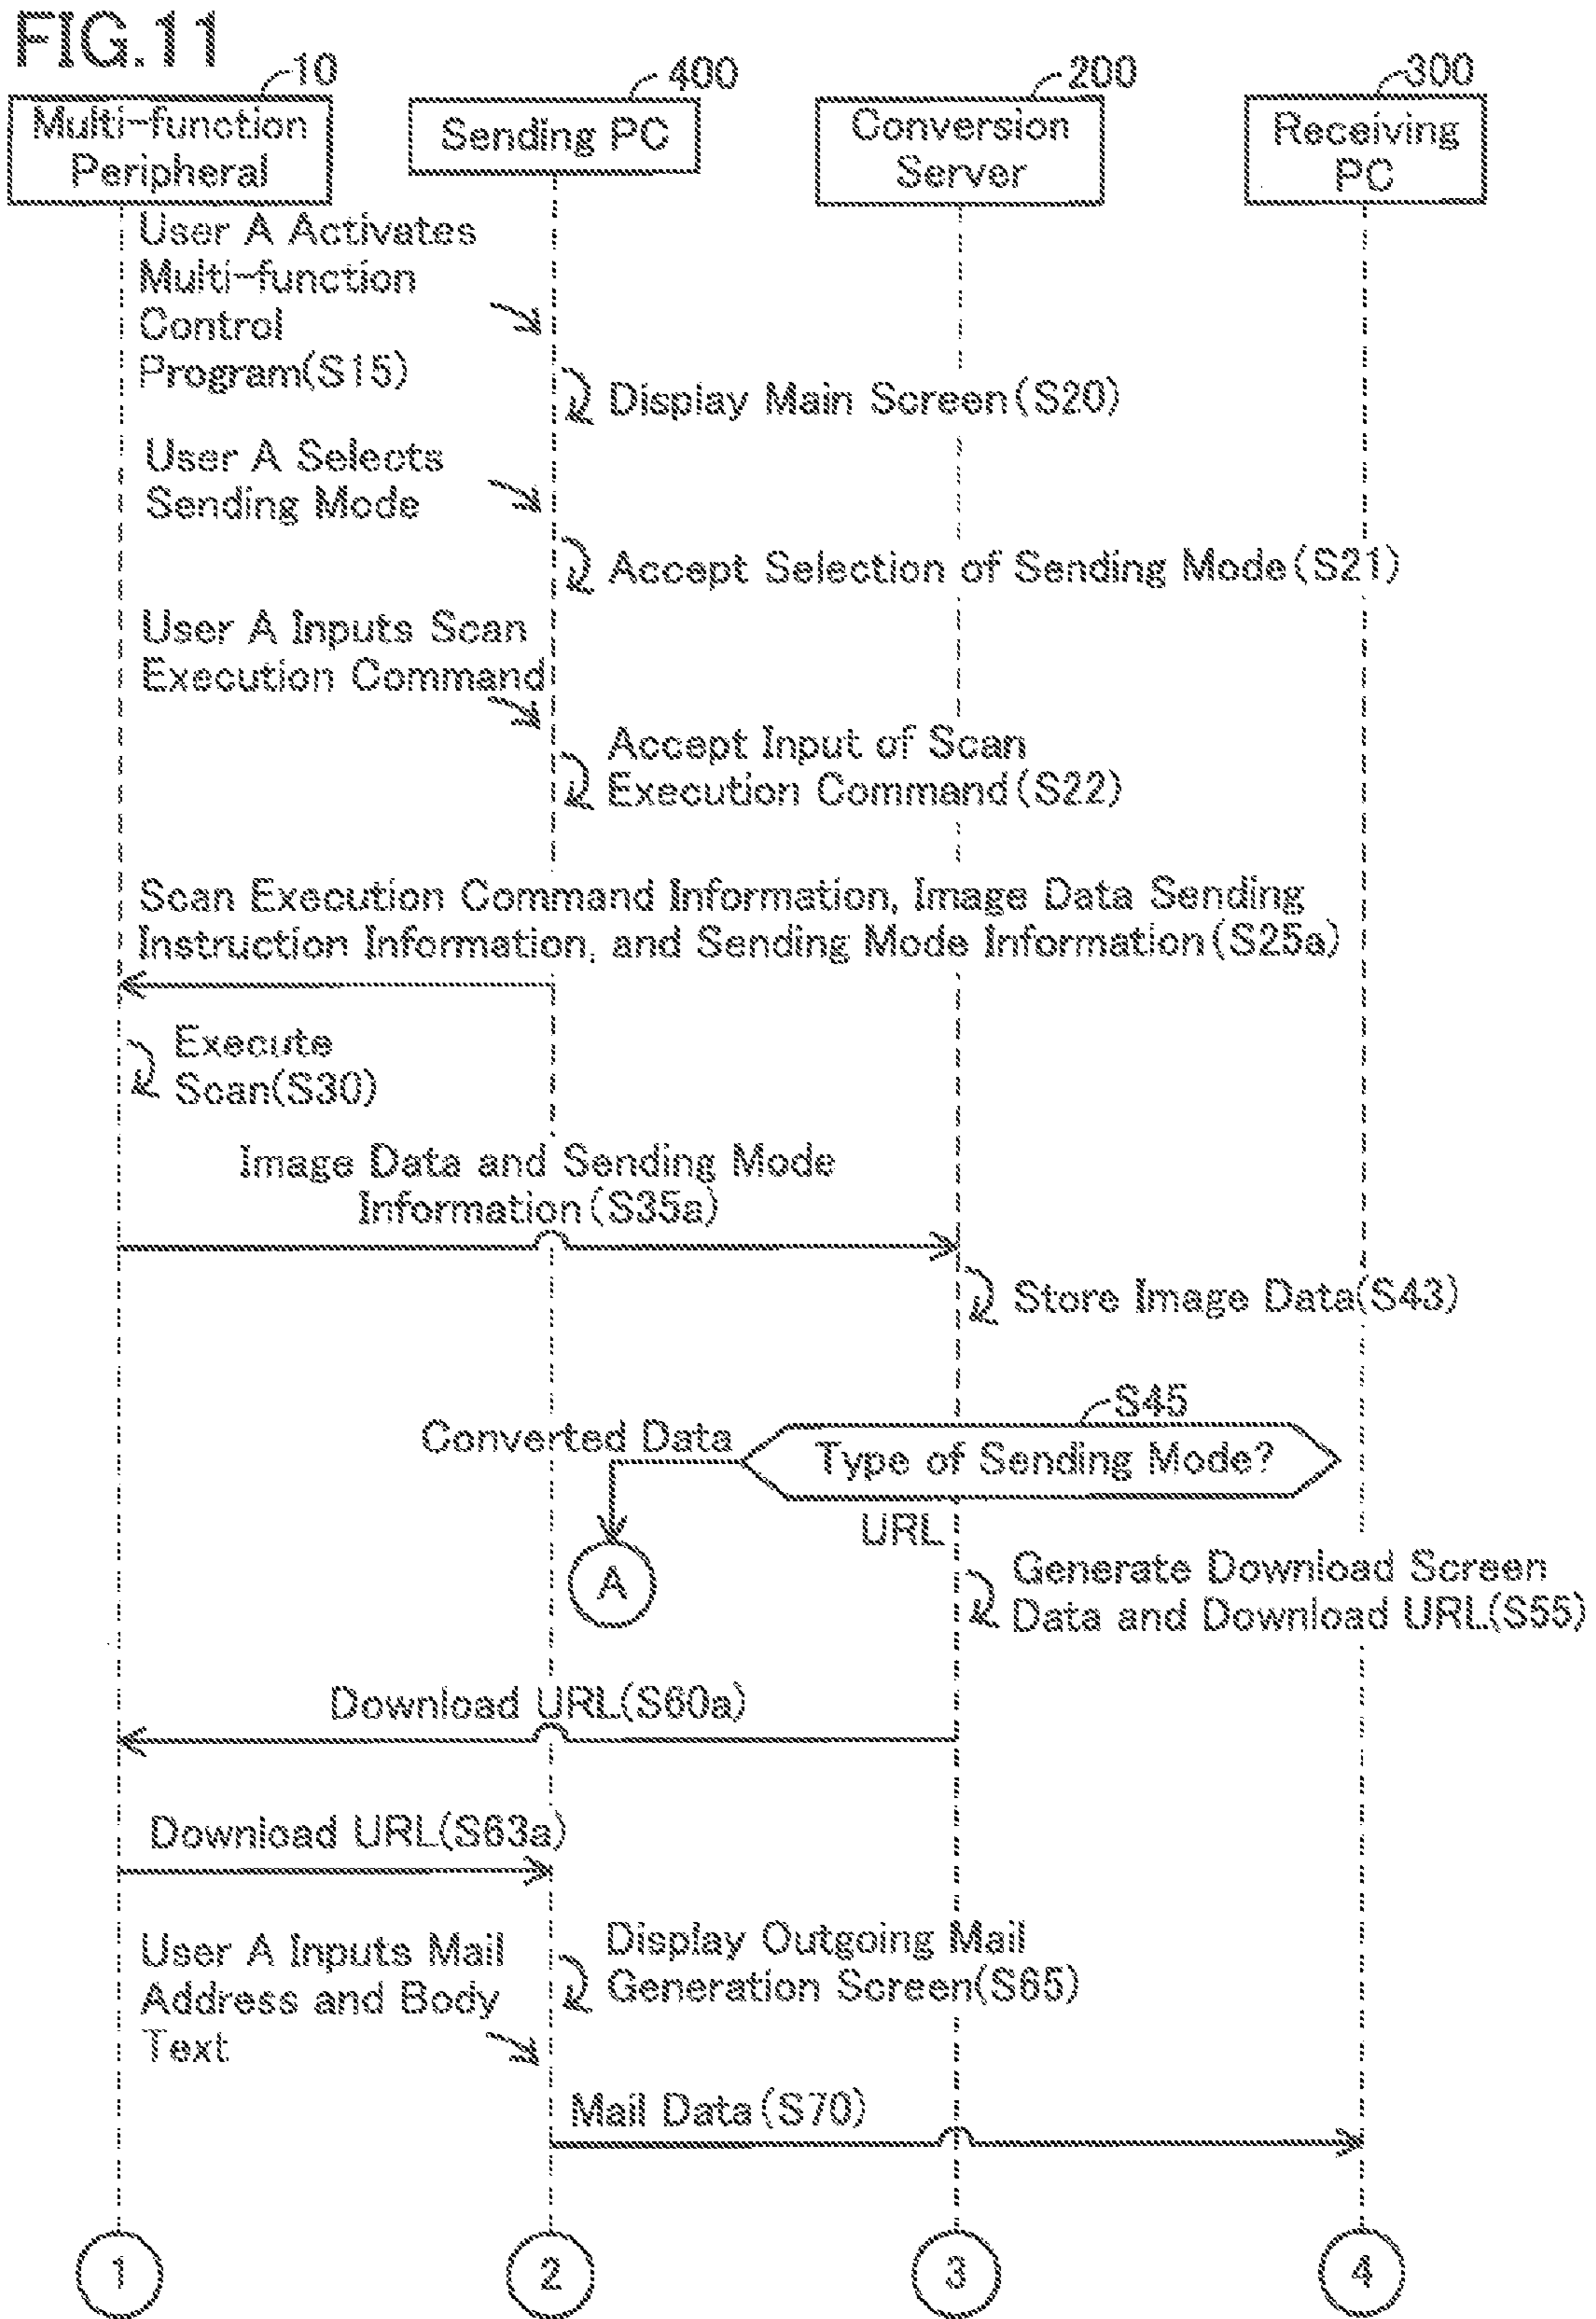 FIG.11
10
400
200
300
Multi-function
Peripheral
Sending PC
Conversion
Server
Receiving
PC
User A Activates
Multi-function
Control
Program(S15)
Display Main Screen(S20)
User A Selects
Sending Mode
Accept Selection of Sending Mode(S21)
User A Inputs Scan
Execution Command
Accept Input of Scan
Execution Command(S22)
Scan Execution Command Information, Image Data Sending
Instruction Information, and Sending Mode Information(S25a)
Execute
Scan(S30)
Image Data and Sending Mode
Information(S35a)
Store Image Data(S43)
S45
Converted Data
Type of Sending Mode?
URL
A
Generate Download Screen
Data and Download URL(S55)
Download URL(S60a)
Download URL(S63a)
User A Inputs Mail
Address and Body
Text
Display Outgoing Mail
Generation Screen(S65)
Mail Data(S70)
1
2
3
4